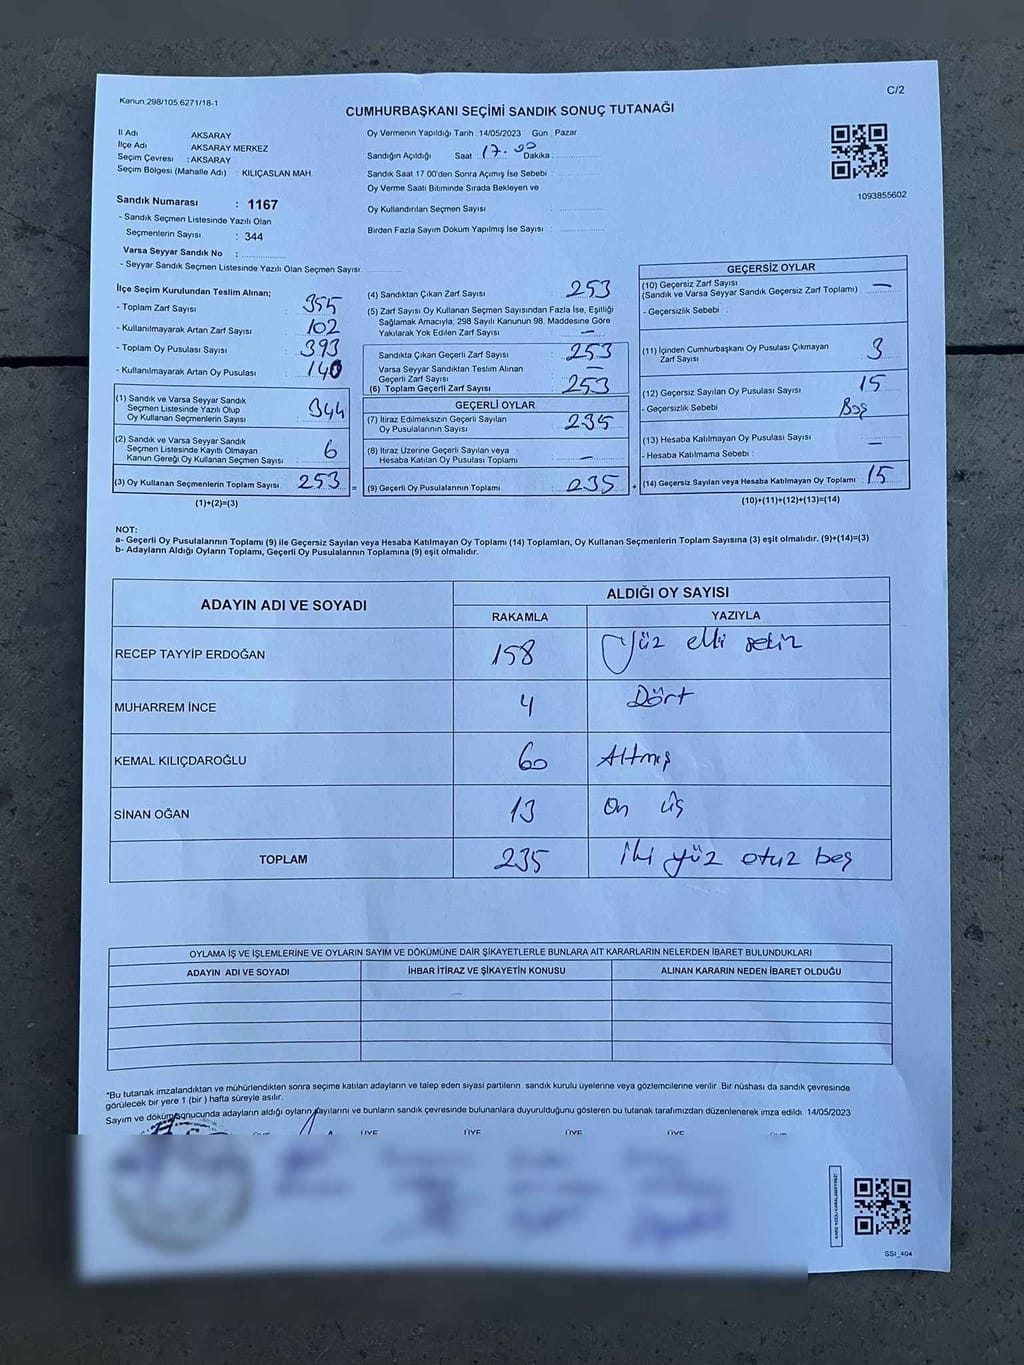 Kanun 298/105,6271/18-1
C/2
CUMHURBAŞKANI SEÇİMİ SANDIK SONUÇ TUTANAĞI
İl Adı AKSARAY
İlçe Adı AKSARAY MERKEZ
Seçim Çevresi : AKSARAY
Seçim Bölgesi (Mahalle Adı) : KILIÇASLAN MAH
Sandık Numarası : 1167
- Sandık Seçmen Listesinde Yazılı Olan
Seçmenlerin Sayısı : 344
Varsa Seyyar Sandık No :
- Seyyar Sandık Seçmen Listesinde Yazılı Olan Seçmen Sayısı
Oy Vermenin Yapıldığı Tarih 14/05/2023 Gün Pazar
Sandığın Açıldığı Saat 17.00 Dakika
Sandık Saat 17 00'den Sonra Açımış İse Sebebi
Oy Verme Saati Bitiminde Sırada Bekleyen ve
Oy Kullandırılan Seçmen Sayısı
Birden Fazla Sayım Döküm Yapılmış İse Sayısı
1093855602
İlçe Seçim Kurulundan Teslim Alınan;
- Toplam Zarf Sayısı : 355
- Kullanılmayarak Artan Zarf Sayısı : 102
- Toplam Oy Pusulası Sayısı : 393
- Kullanılmayarak Artan Oy Pusulası : 140
(1) Sandık ve Varsa Seyyar Sandık
Seçmen Listesinde Yazılı Olup
Oy Kullanan Seçmenlerin Sayısı : 344
(2) Sandık ve Varsa Seyyar Sandık
Seçmen Listesinde Kayıtlı Olmayan
Kanun Gereği Oy Kullanan Seçmen Sayısı 6
(3) Oy Kullanan Seçmenlerin Toplam Sayısı 253 =
(1)+(2)=(3)
(4) Sandıktan Çıkan Zarf Sayısı 253
(5) Zarf Sayısı Oy Kullanan Seçmen Sayısından Fazla İse, Eşitliği
Sağlamak Amacıyla; 298 Sayılı Kanunun 98. Maddesine Göre
Yakılarak Yok Edilen Zarf Sayısı : —
Sandıkta Çıkan Geçerli Zarf Sayısı : 253
Varsa Seyyar Sandıktan Teslim Alınan
Geçerli Zarf Sayısı
(6) Toplam Geçerli Zarf Sayısı : 253
GEÇERLİ OYLAR
(7) İtiraz Edilmeksizin Geçerli Sayılan
Oy Pusulalarının Sayısı : 235
(8) İtiraz Üzerine Geçerli Sayılan veya
Hesaba Katılan Oy Pusulası Toplamı : —
(9) Geçerli Oy Pusulalarının Toplamı : 235 +
GEÇERSİZ OYLAR
(10) Geçersiz Zarf Sayısı
(Sandık ve Varsa Seyyar Sandık Geçersiz Zarf Toplamı) —
- Geçersizlik Sebebi :
(11) İçinden Cumhurbaşkanı Oy Pusulası Çıkmayan
Zarf Sayısı 3
(12) Geçersiz Sayılan Oy Pusulası Sayısı 15
- Geçersizlik Sebebi : Boş
(13) Hesaba Katılmayan Oy Pusulası Sayısı —
- Hesaba Katılmama Sebebi :
(14) Geçersiz Sayılan veya Hesaba Katılmayan Oy Toplamı : 15
(10)+(11)+(12)+(13)=(14)
NOT:
a- Geçerli Oy Pusulalarının Toplamı (9) ile Geçersiz Sayılan veya Hesaba Katılmayan Oy Toplamı (14) Toplamları, Oy Kullanan Seçmenlerin Toplam Sayısına (3) eşit olmalıdır. (9)+(14)=(3)
b- Adayların Aldığı Oyların Toplamı, Geçerli Oy Pusulalarının Toplamına (9) eşit olmalıdır.
ADAYIN ADI VE SOYADI ALDIĞI OY SAYISI
RAKAMLA YAZIYLA
RECEP TAYYİP ERDOĞAN 158 Yüz elli sekiz
MUHARREM İNCE 4 Dört
KEMAL KILIÇDAROĞLU 60 Altmış
SİNAN OĞAN 13 On üç
TOPLAM 235 İki yüz otuz beş
OYLAMA İŞ VE İŞLEMLERİNE VE OYLARIN SAYIM VE DÖKÜMÜNE DAİR ŞİKAYETLERLE BUNLARA AİT KARARLARIN NELERDEN İBARET BULUNDUKLARI
ADAYIN ADI VE SOYADI İHBAR İTİRAZ VE ŞİKAYETİN KONUSU ALINAN KARARIN NEDEN İBARET OLDUĞU
"Bu tutanak imzalandıktan ve mühürlendikten sonra seçime katılan adayların ve talep eden siyasi partilerin sandık kurulu üyelerine veya gözlemcilerine verilir. Bir nüshası da sandık çevresinde
görülecek bir yere 1 (bir) hafta süreyle asılır.
Sayım ve döküm sonucunda adayların aldığı oyların sayılarını ve bunların sandık çevresinde bulunanlara duyurulduğunu gösteren bu tutanak tarafımızdan düzenlenerek imza edildi 14/05/2023
ÜYE ÜYE ÜYE ÜYE
SSI_404